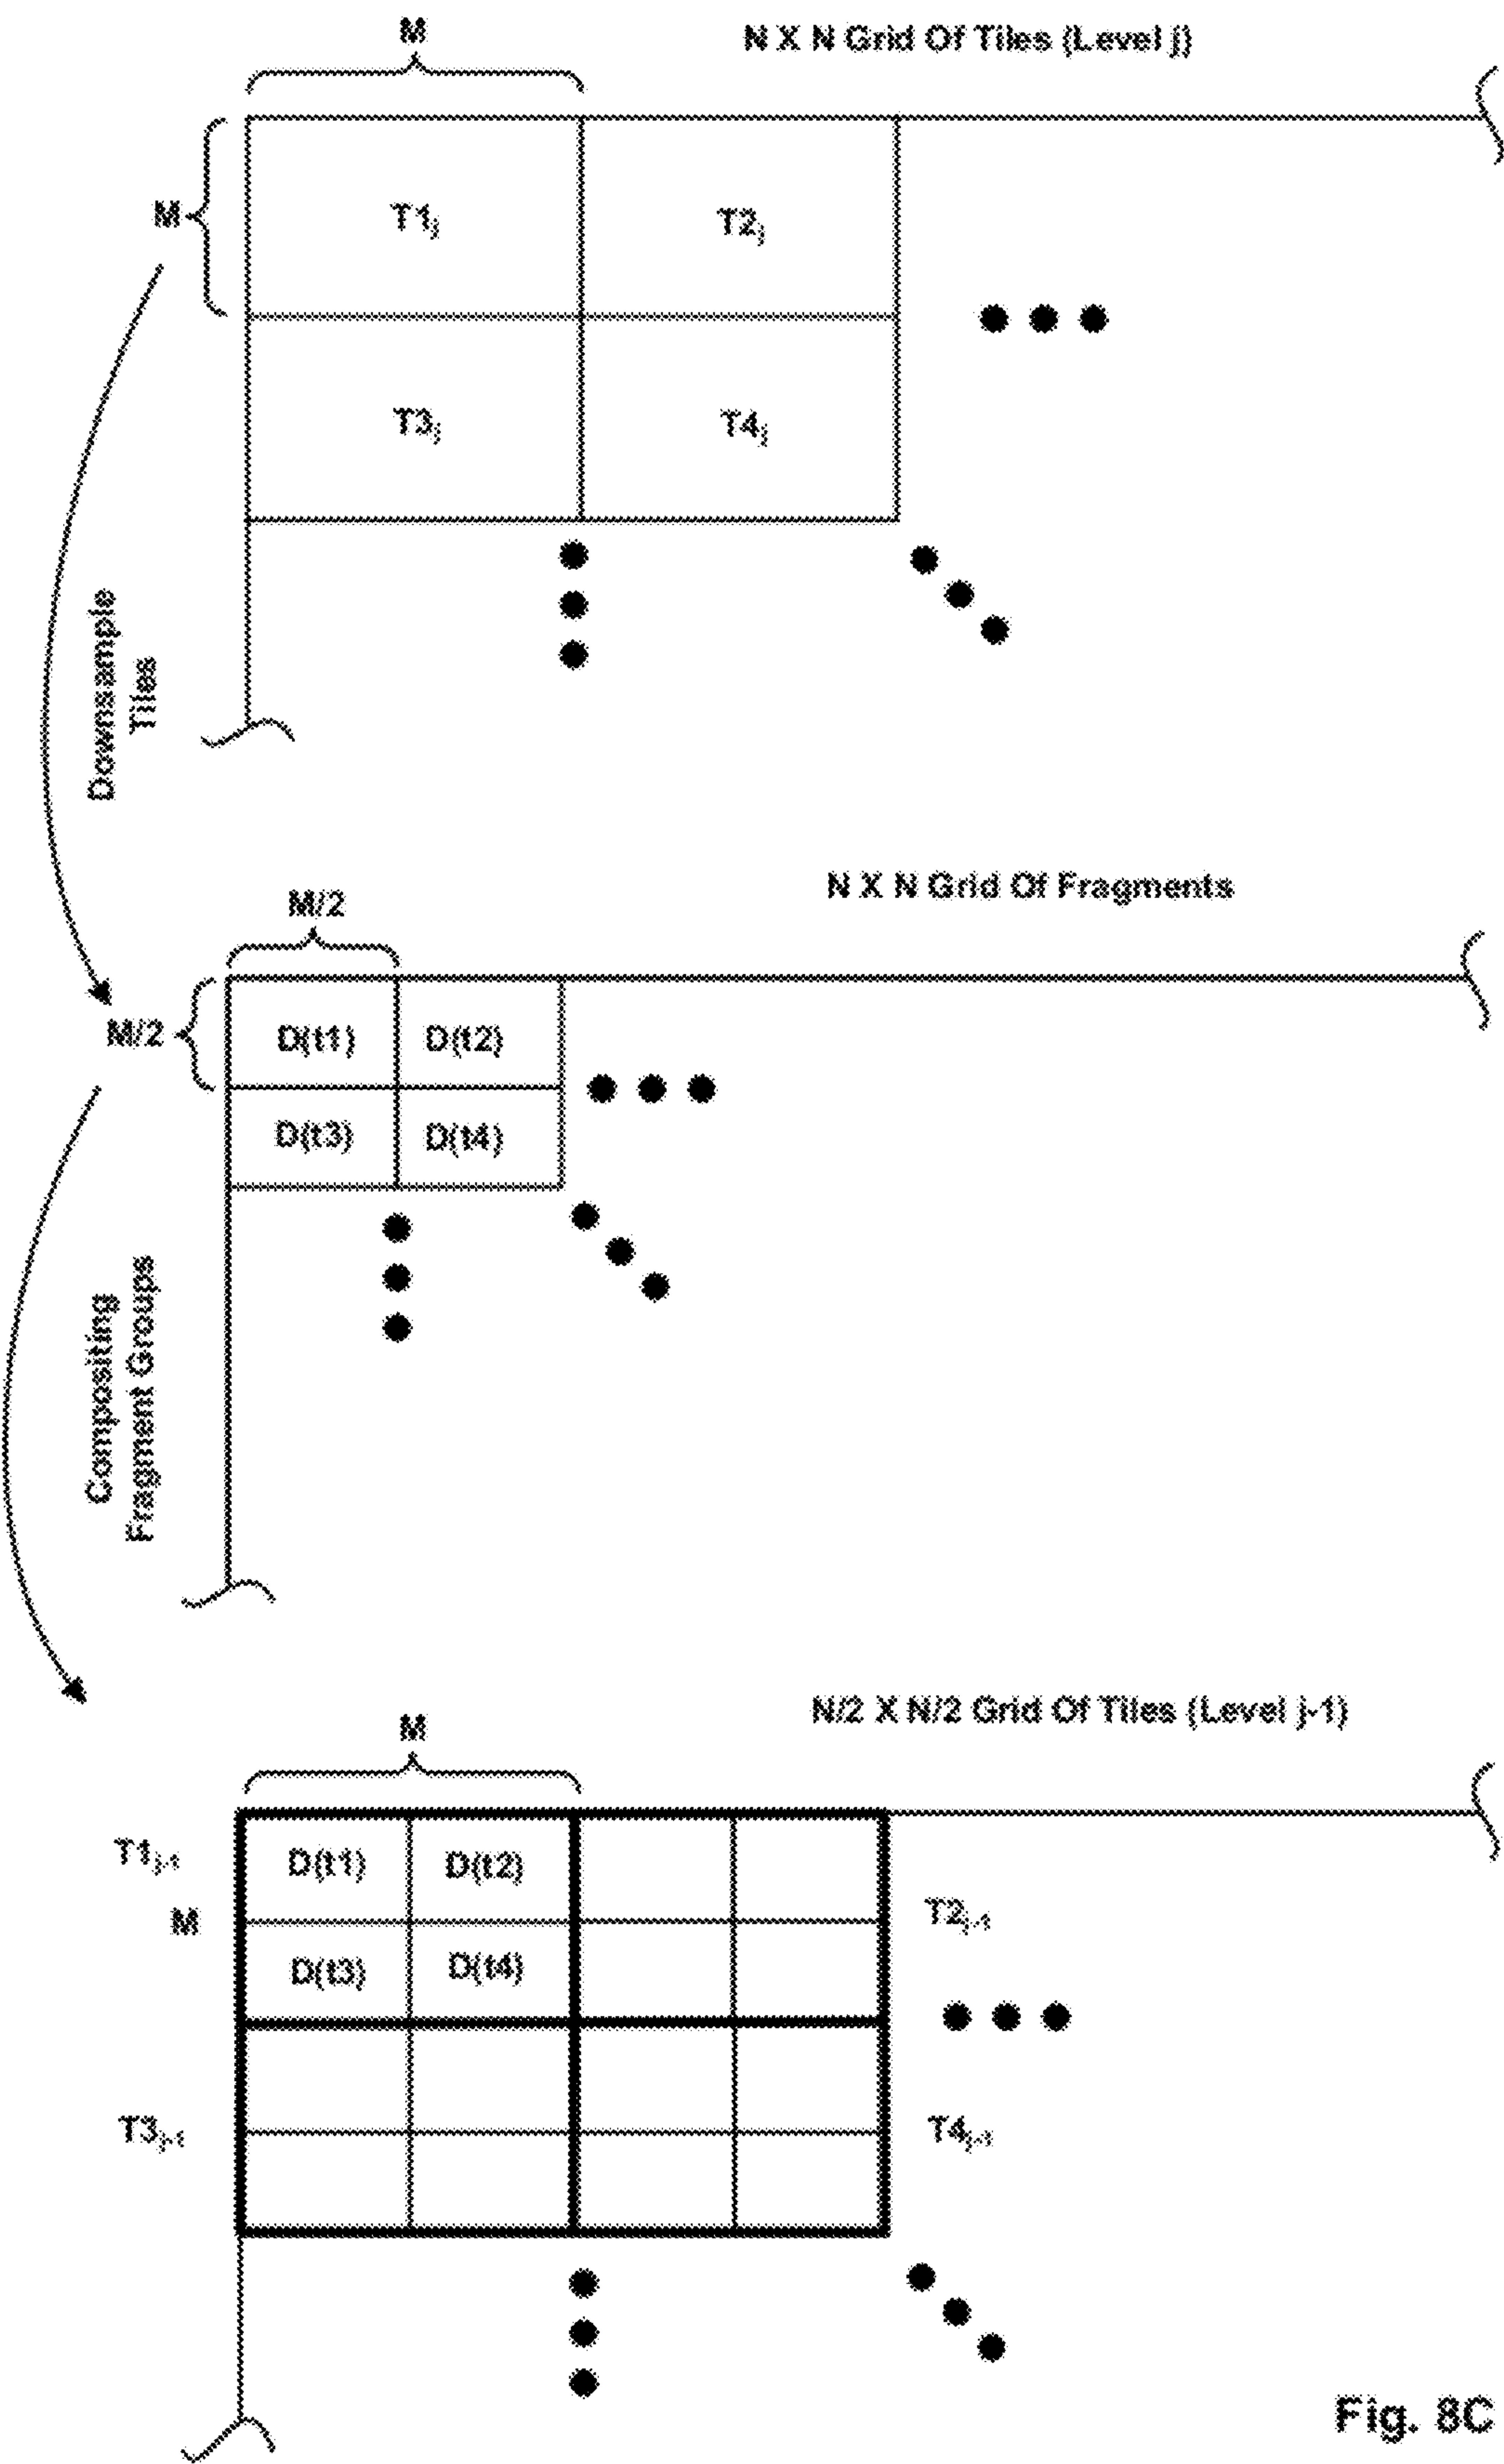 M
N X N Grid Of Tiles (Level j)
M
T1j
T2j
T3j
T4j
Downsample
Tiles
N X N Grid Of Fragments
M/2
M/2
D(t1)
D(t2)
D(t3)
D(t4)
Compositing
Fragment Groups
N/2 X N/2 Grid Of Tiles (Level j-1)
M
T1j-1
M
D(t1)
D(t2)
T2j-1
D(t3)
D(t4)
T3j-1
T4j-1
Fig. 8C